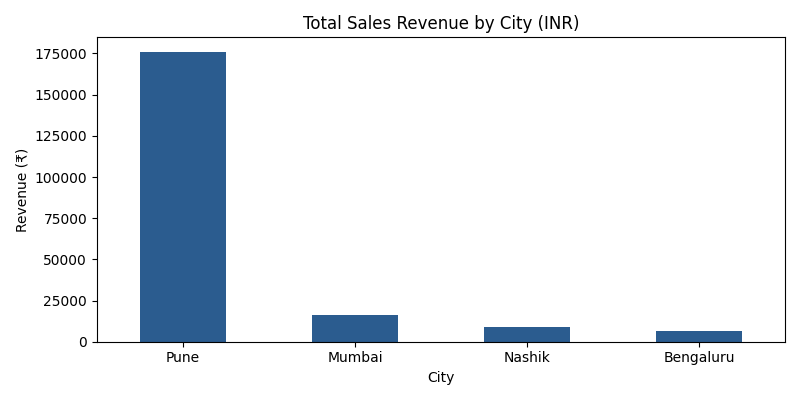 Total Sales Revenue by City (INR)
175000
150000
125000
100000
75000
50000
25000
0
Revenue (₹)
Pune Mumbai Nashik Bengaluru
City